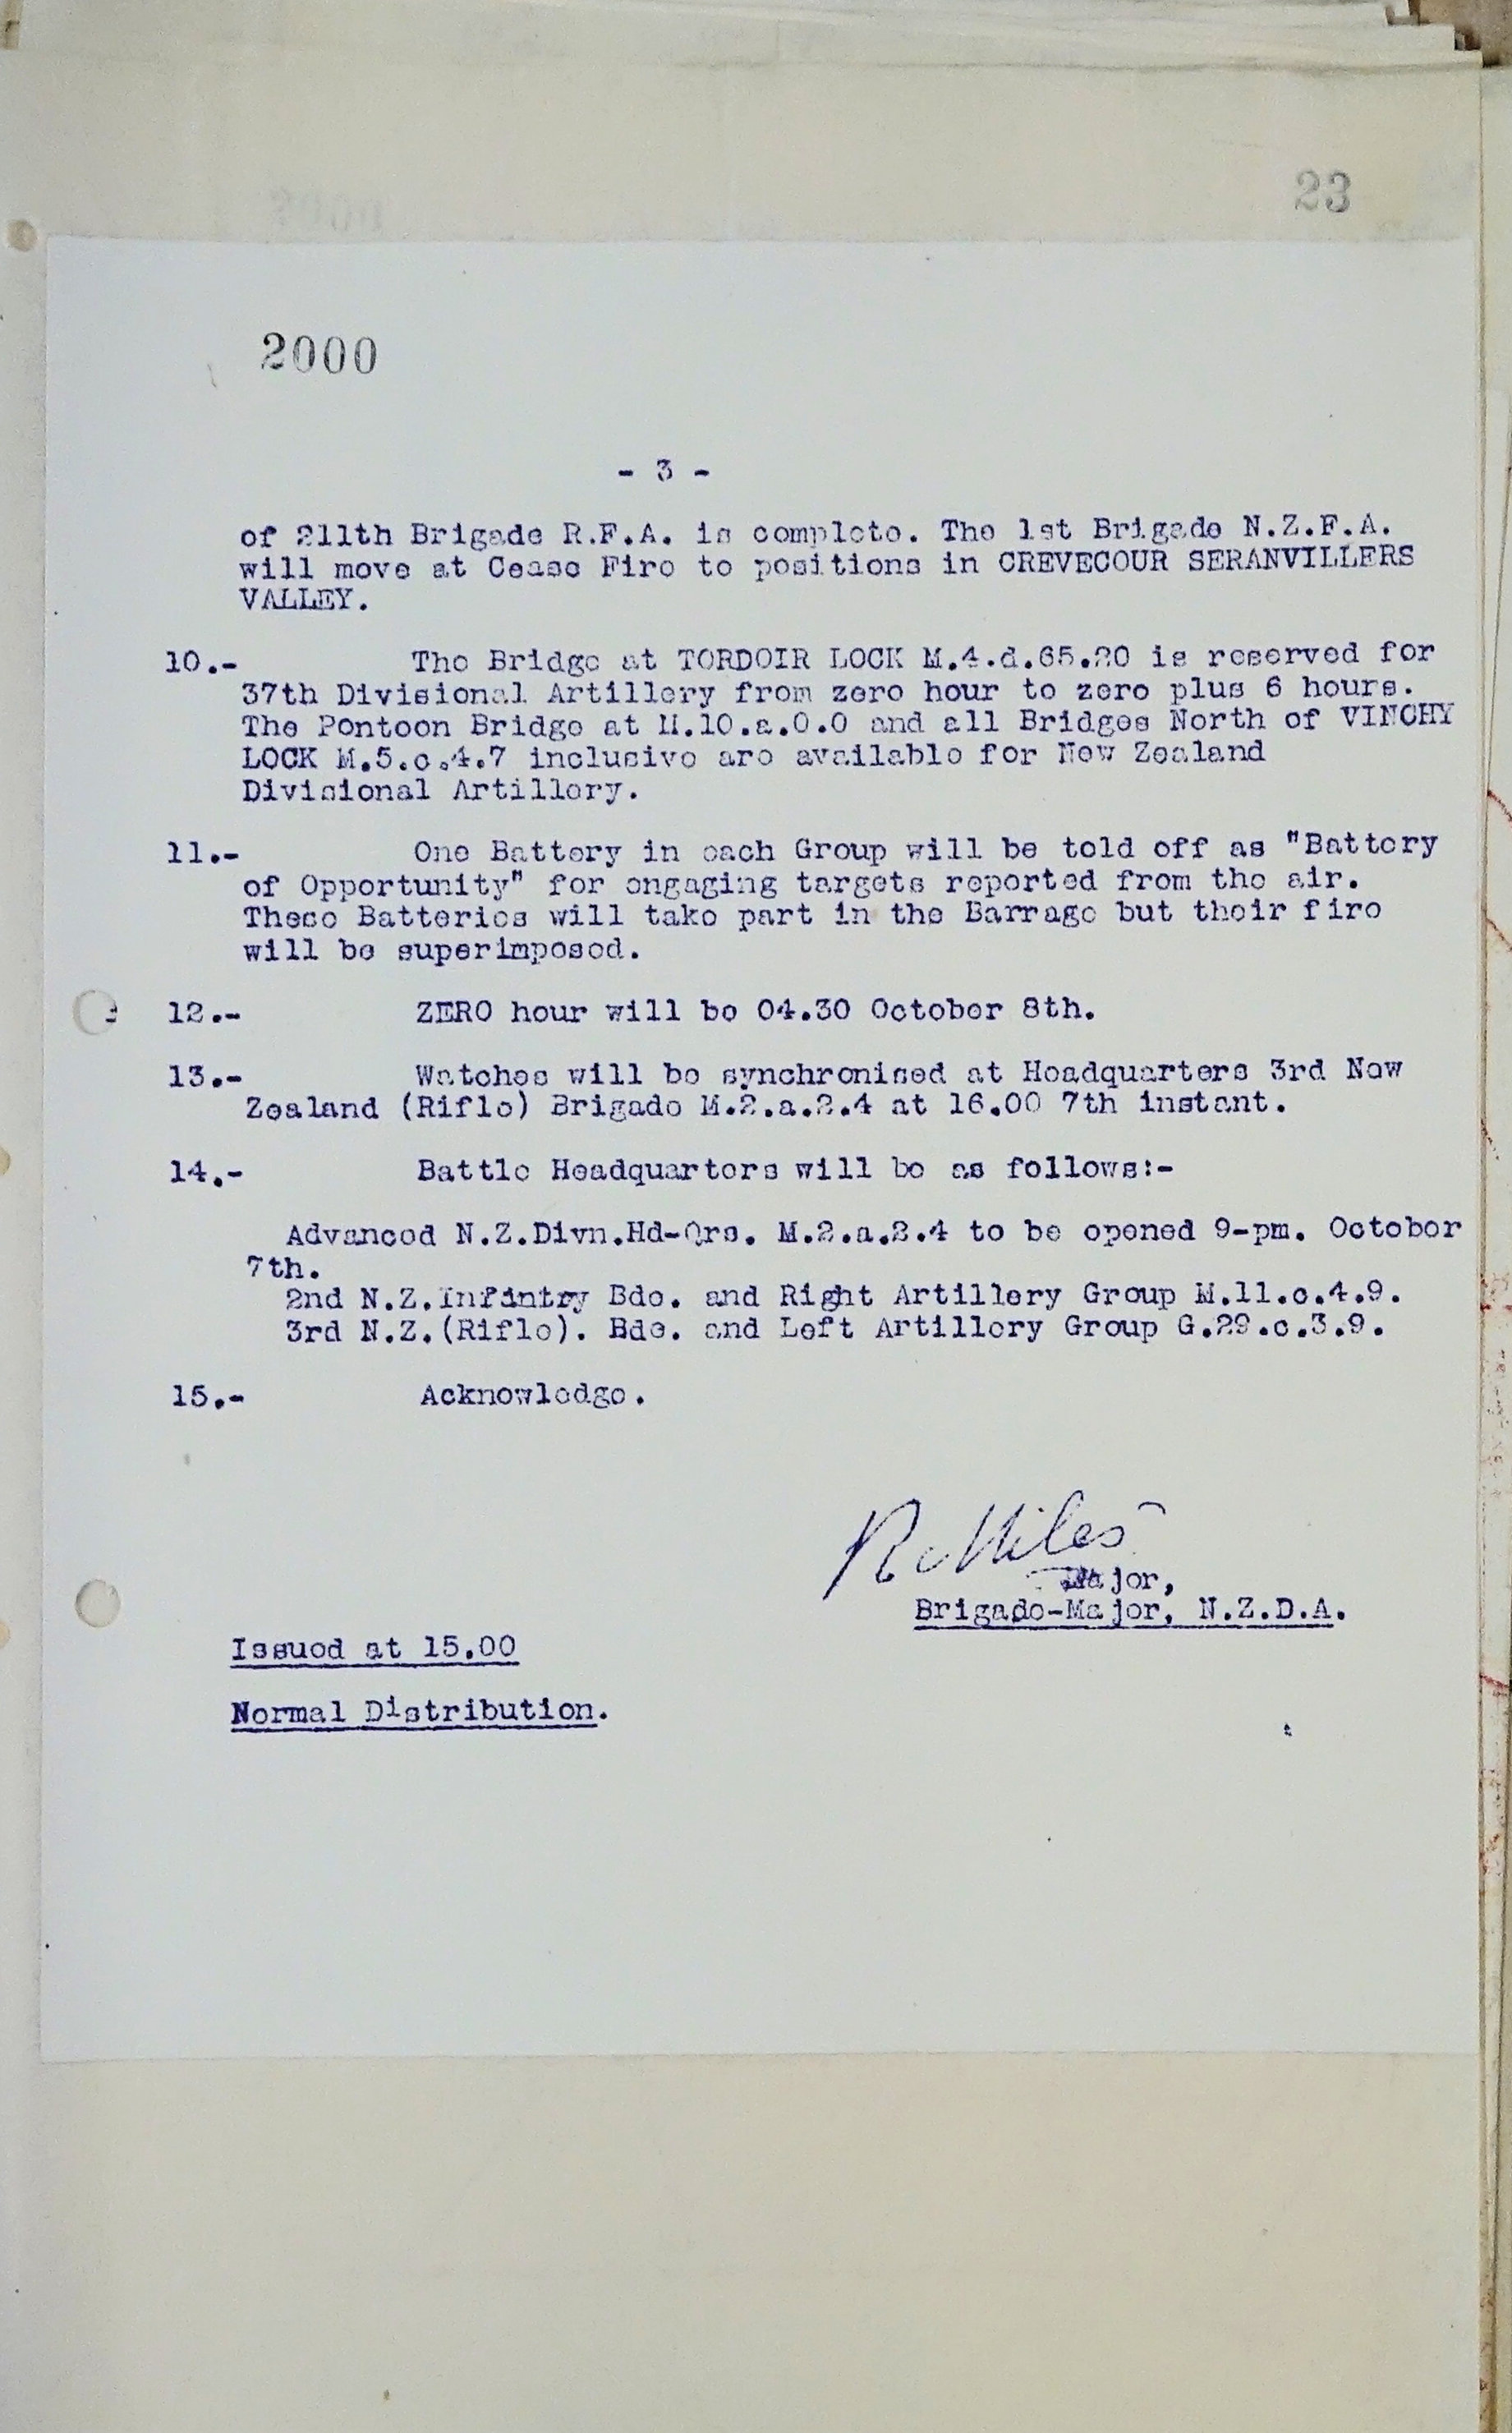 23
2000
- 3 -
of 211th Brigade R.F.A. is complete. The 1st Brigade N.Z.F.A.
will move at Cease Fire to positions in CREVECOUR SERANVILLERS
VALLEY.
10.- The Bridge at TORDOIR LOCK M.4.d.65.20 is reserved for
37th Divisional Artillery from zero hour to zero plus 6 hours.
The Pontoon Bridge at M.10.a.0.0 and all Bridges North of VINCHY
LOCK M.5.c.4.7 inclusive are available for New Zealand
Divisional Artillery.
11.- One Battery in each Group will be told off as "Battery
of Opportunity" for engaging targets reported from the air.
These Batteries will take part in the Barrage but their fire
will be superimposed.
12.- ZERO hour will be 04.30 October 8th.
13.- Watches will be synchronised at Headquarters 3rd New
Zealand (Rifle) Brigade M.2.a.2.4 at 16.00 7th instant.
14.- Battle Headquarters will be as follows:-
Advanced N.Z.Divn.Hd-Qrs. M.2.a.2.4 to be opened 9-pm. October
7th.
2nd N.Z.Infintry Bde. and Right Artillery Group M.11.c.4.9.
3rd N.Z.(Rifle). Bde. and Left Artillery Group G.29.c.3.9.
15.- Acknowledge.
R Miles
Major,
Brigade-Major, N.Z.D.A.
Issued at 15.00
Normal Distribution.